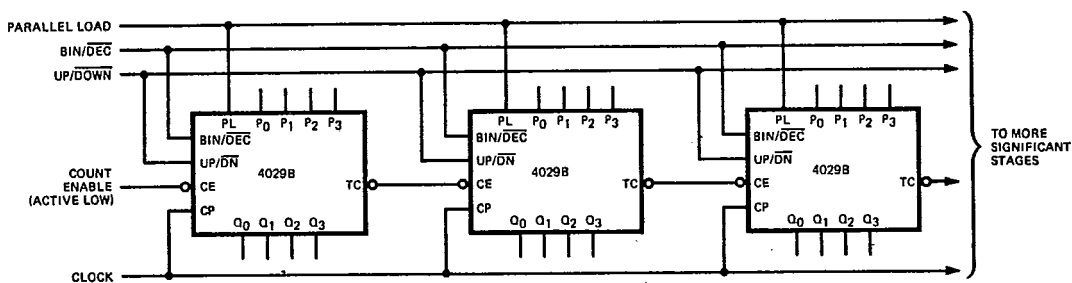 PARALLEL LOAD
BIN/DEC
UP/DOWN
PL P0 P1 P2 P3
BIN/DEC
UP/DN
4029B
CE
TC
CP
Q0 Q1 Q2 Q3
PL P0 P1 P2 P3
BIN/DEC
UP/DN
4029B
CE
TC
CP
Q0 Q1 Q2 Q3
PL P0 P1 P2 P3
BIN/DEC
UP/DN
4029B
CE
TC
CP
Q0 Q1 Q2 Q3
TO MORE
SIGNIFICANT
STAGES
COUNT
ENABLE
(ACTIVE LOW)
CLOCK